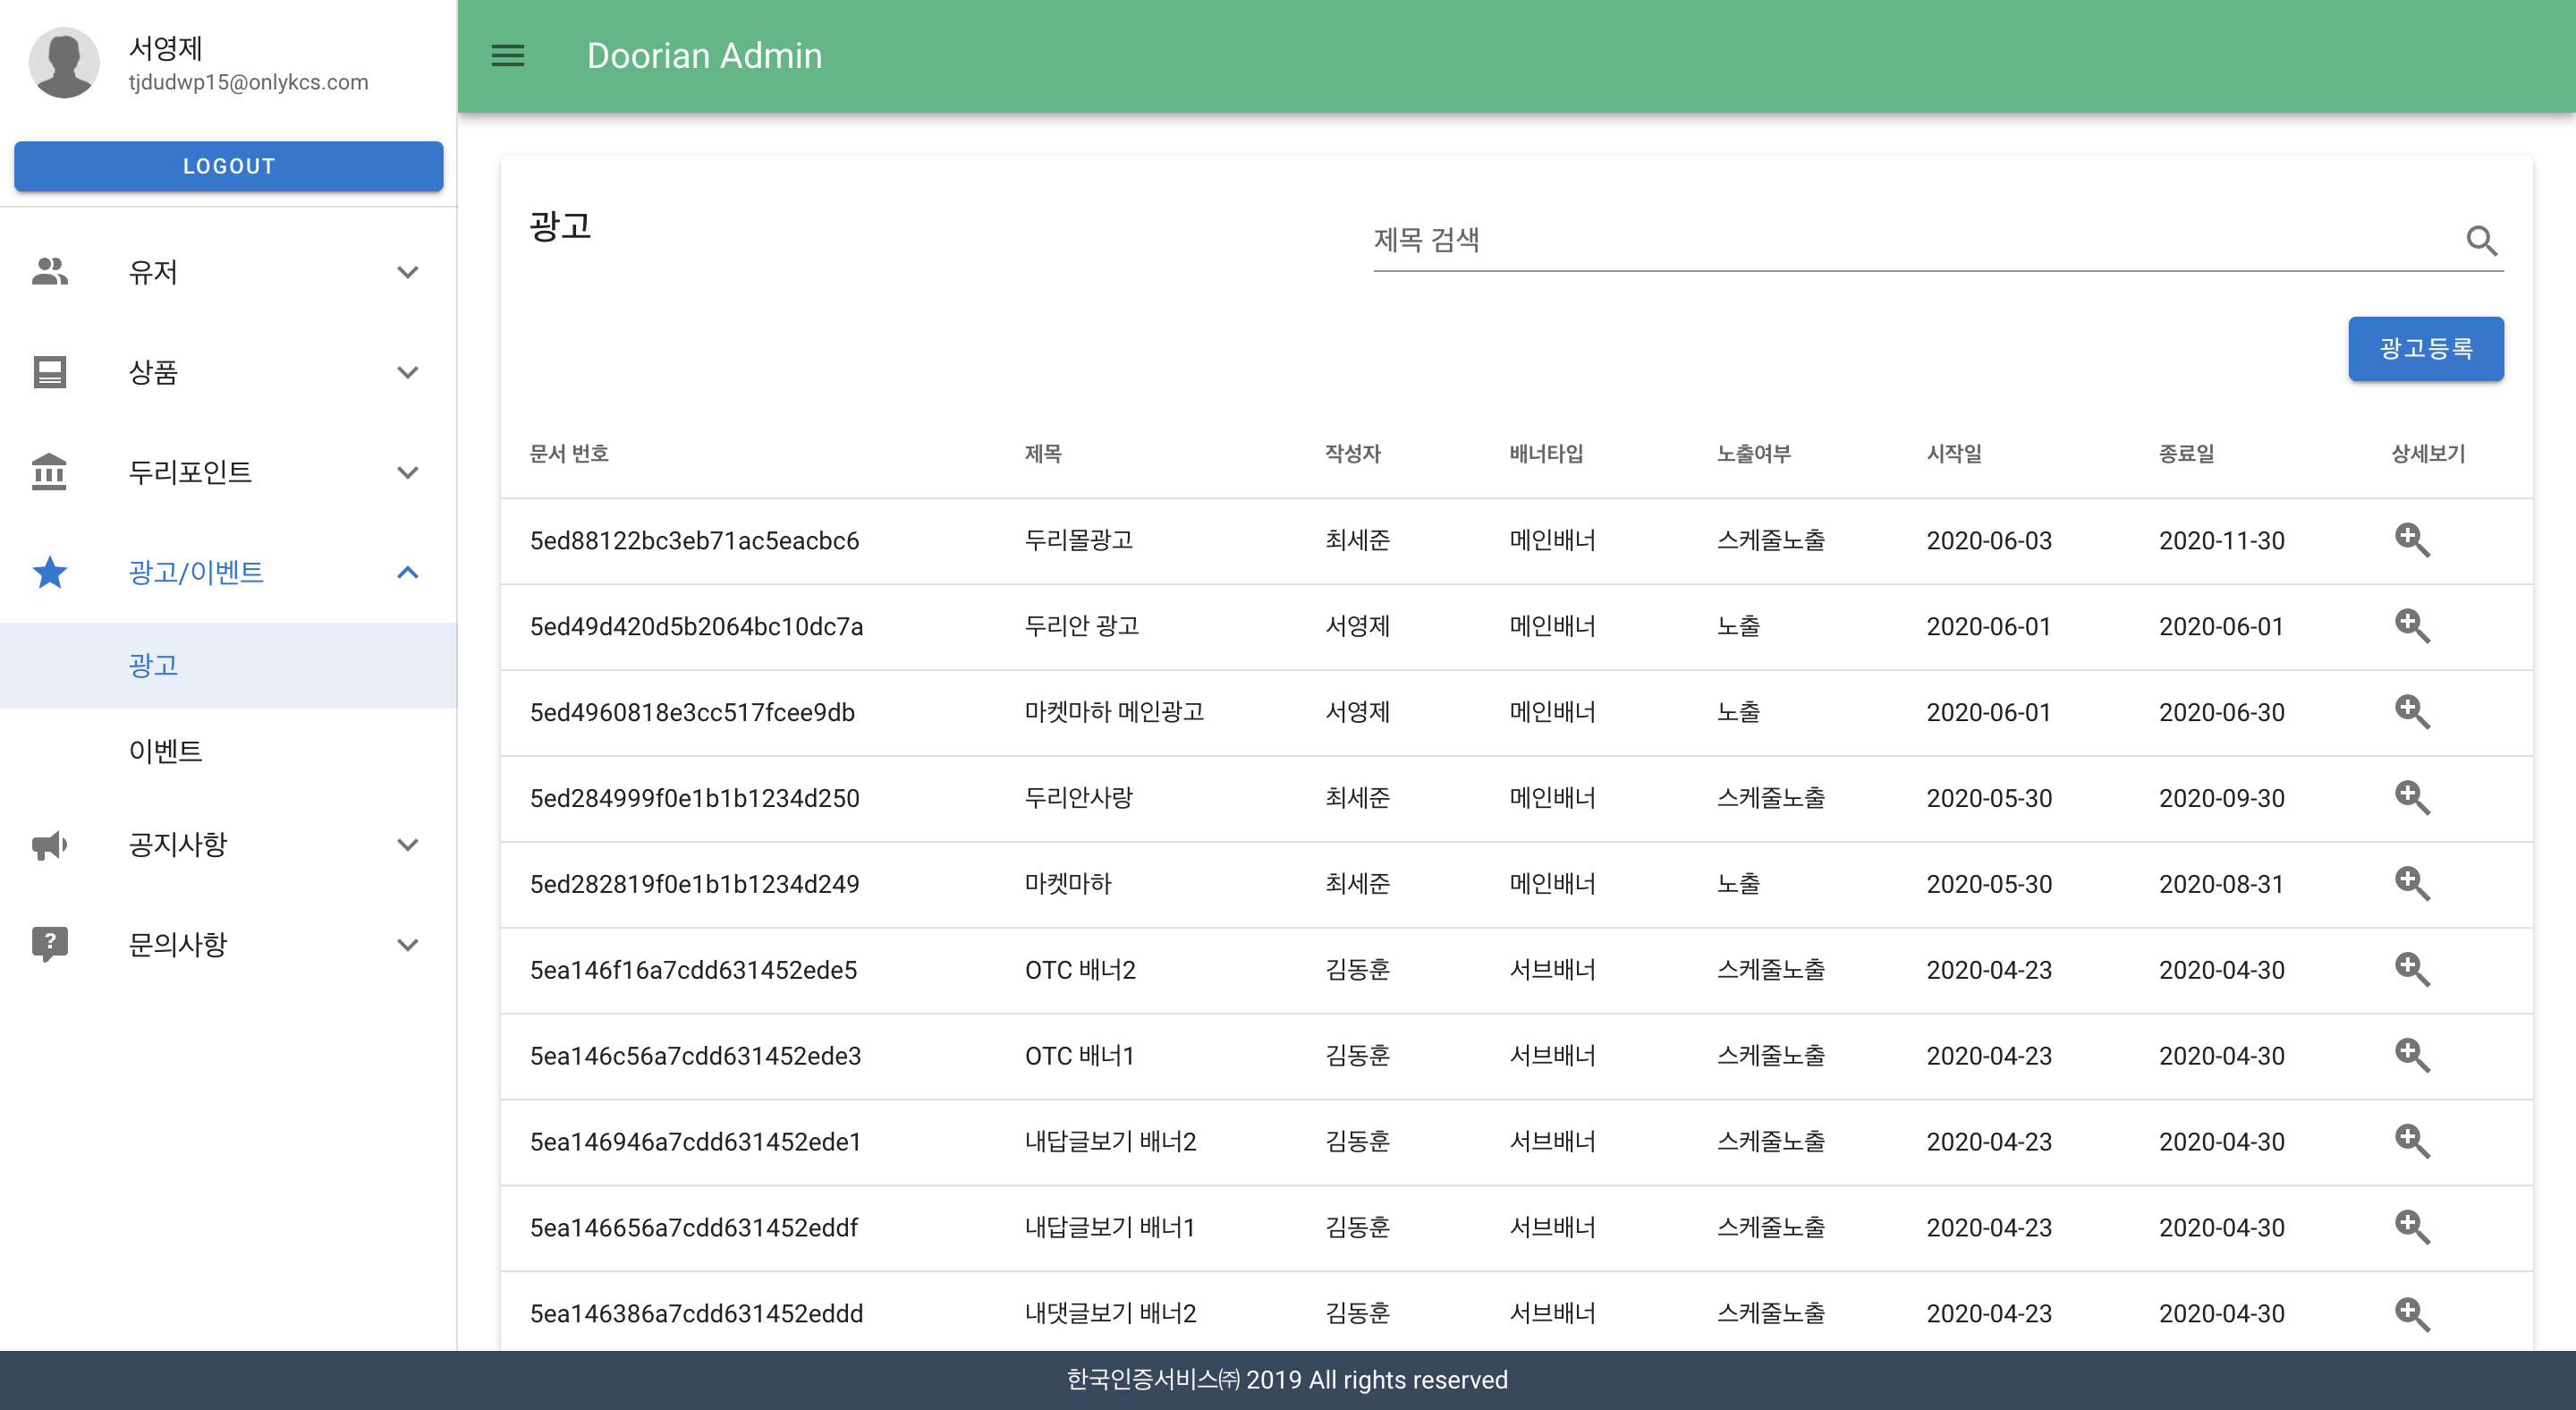 서영제
tjdudwp15@onlykcs.com
LOGOUT
유저
상품
두리포인트
광고/이벤트
광고
이벤트
공지사항
문의사항
Doorian Admin
광고
제목 검색
광고등록
문서 번호 제목 작성자 배너타입 노출여부 시작일 종료일 상세보기
5ed88122bc3eb71ac5eacbc6 두리몰광고 최세준 메인배너 스케줄노출 2020-06-03 2020-11-30
5ed49d420d5b2064bc10dc7a 두리안 광고 서영제 메인배너 노출 2020-06-01 2020-06-01
5ed4960818e3cc517fcee9db 마켓마하 메인광고 서영제 메인배너 노출 2020-06-01 2020-06-30
5ed284999f0e1b1b1234d250 두리안사랑 최세준 메인배너 스케줄노출 2020-05-30 2020-09-30
5ed282819f0e1b1b1234d249 마켓마하 최세준 메인배너 노출 2020-05-30 2020-08-31
5ea146f16a7cdd631452ede5 OTC 배너2 김동훈 서브배너 스케줄노출 2020-04-23 2020-04-30
5ea146c56a7cdd631452ede3 OTC 배너1 김동훈 서브배너 스케줄노출 2020-04-23 2020-04-30
5ea146946a7cdd631452ede1 내답글보기 배너2 김동훈 서브배너 스케줄노출 2020-04-23 2020-04-30
5ea146656a7cdd631452eddf 내답글보기 배너1 김동훈 서브배너 스케줄노출 2020-04-23 2020-04-30
5ea146386a7cdd631452eddd 내댓글보기 배너2 김동훈 서브배너 스케줄노출 2020-04-23 2020-04-30
한국인증서비스㈜ 2019 All rights reserved